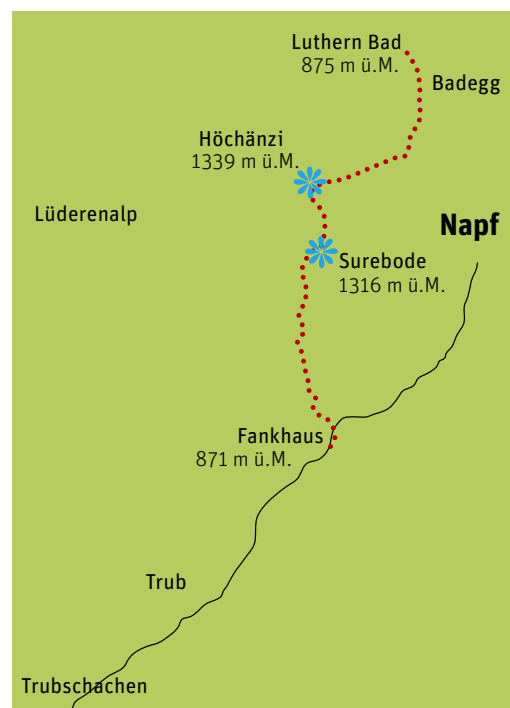 Luthern Bad
875 m ü.M.
Badegg
Höchänzi
1339 m ü.M.
Lüderenalp
Napf
Surebode
1316 m ü.M.
Fankhaus
871 m ü.M.
Trub
Trubschachen